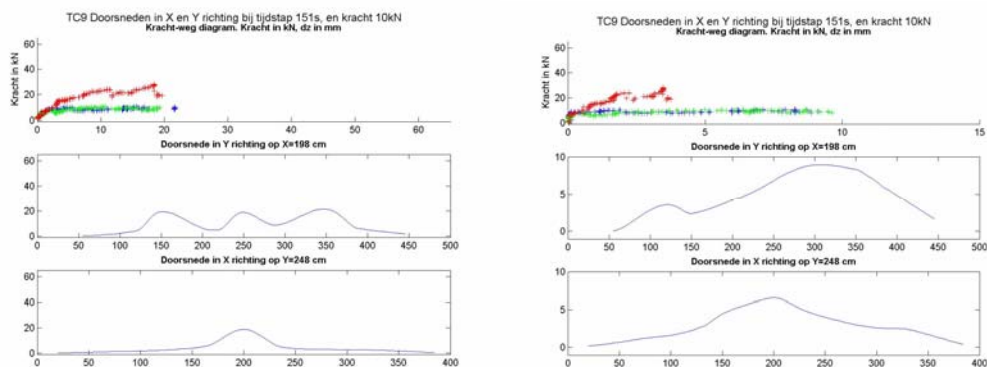 TC9 Doorsneden in X en Y richting bij tijdstap 151s, en kracht 10kN
Kracht-weg diagram. Kracht in kN, dz in mm
Kracht in kN
60
40
20
0
0 10 20 30 40 50 60
Doorsnede in Y richting op X=198 cm
60
40
20
0
0 50 100 150 200 250 300 350 400 450 500
Doorsnede in X richting op Y=248 cm
60
40
20
0
0 50 100 150 200 250 300 350 400
TC9 Doorsneden in X en Y richting bij tijdstap 151s, en kracht 10kN
Kracht-weg diagram. Kracht in kN, dz in mm
Kracht in kN
60
40
20
0
0 5 10 15
Doorsnede in Y richting op X=198 cm
10
5
0
0 50 100 150 200 250 300 350 400 450 500
Doorsnede in X richting op Y=248 cm
10
5
0
0 50 100 150 200 250 300 350 400